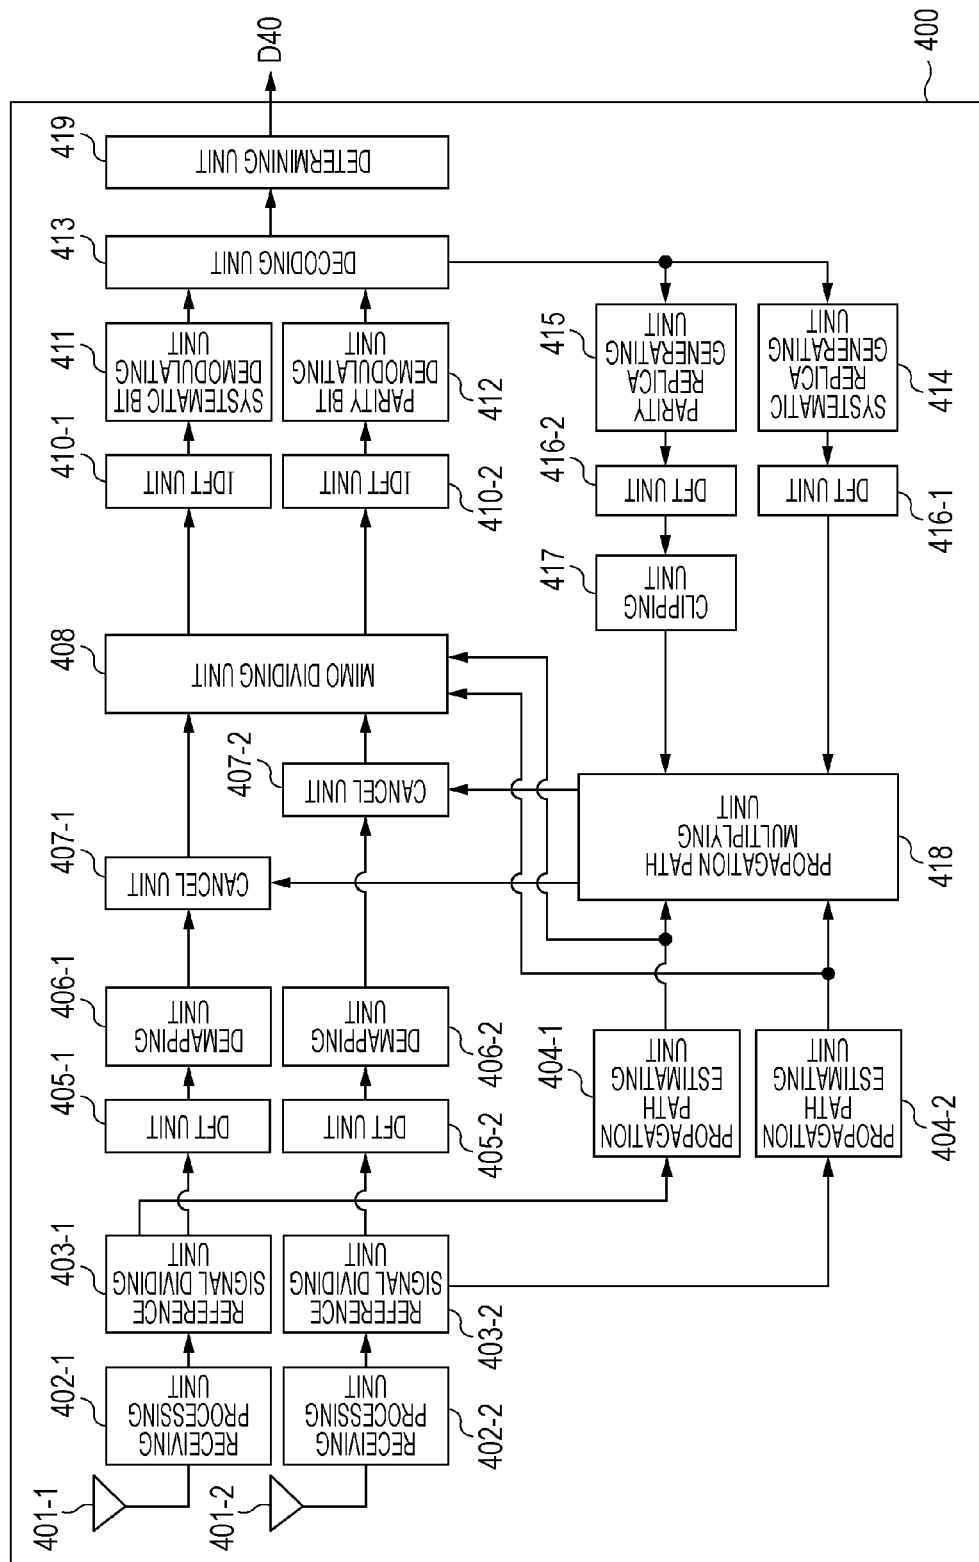 401-1
402-1
RECEIVING
PROCESSING
UNIT
403-1
REFERENCE
SIGNAL DIVIDING
UNIT
405-1
DFT UNIT
406-1
DEMAPPING
UNIT
407-1
CANCEL UNIT
408
MIMO DIVIDING UNIT
410-1
IDFT UNIT
411
SYSTEMATIC BIT
DEMODULATING
UNIT
413
DECODING UNIT
419
DETERMINING
UNIT
D40
401-2
RECEIVING
PROCESSING
UNIT
402-2
REFERENCE
SIGNAL DIVIDING
UNIT
403-2
DFT UNIT
405-2
DEMAPPING
UNIT
406-2
407-2
CANCEL UNIT
IDFT UNIT
410-2
PARITY BIT
DEMODULATING
UNIT
412
404-1
PROPAGATION
PATH
ESTIMATING
UNIT
PROPAGATION PATH
MULTIPLYING
UNIT
418
417
CLIPPING
UNIT
416-2
DFT UNIT
415
PARITY
REPLICA
GENERATING
UNIT
PROPAGATION
PATH
ESTIMATING
UNIT
404-2
DFT UNIT
416-1
SYSTEMATIC
REPLICA
GENERATING
UNIT
414
400